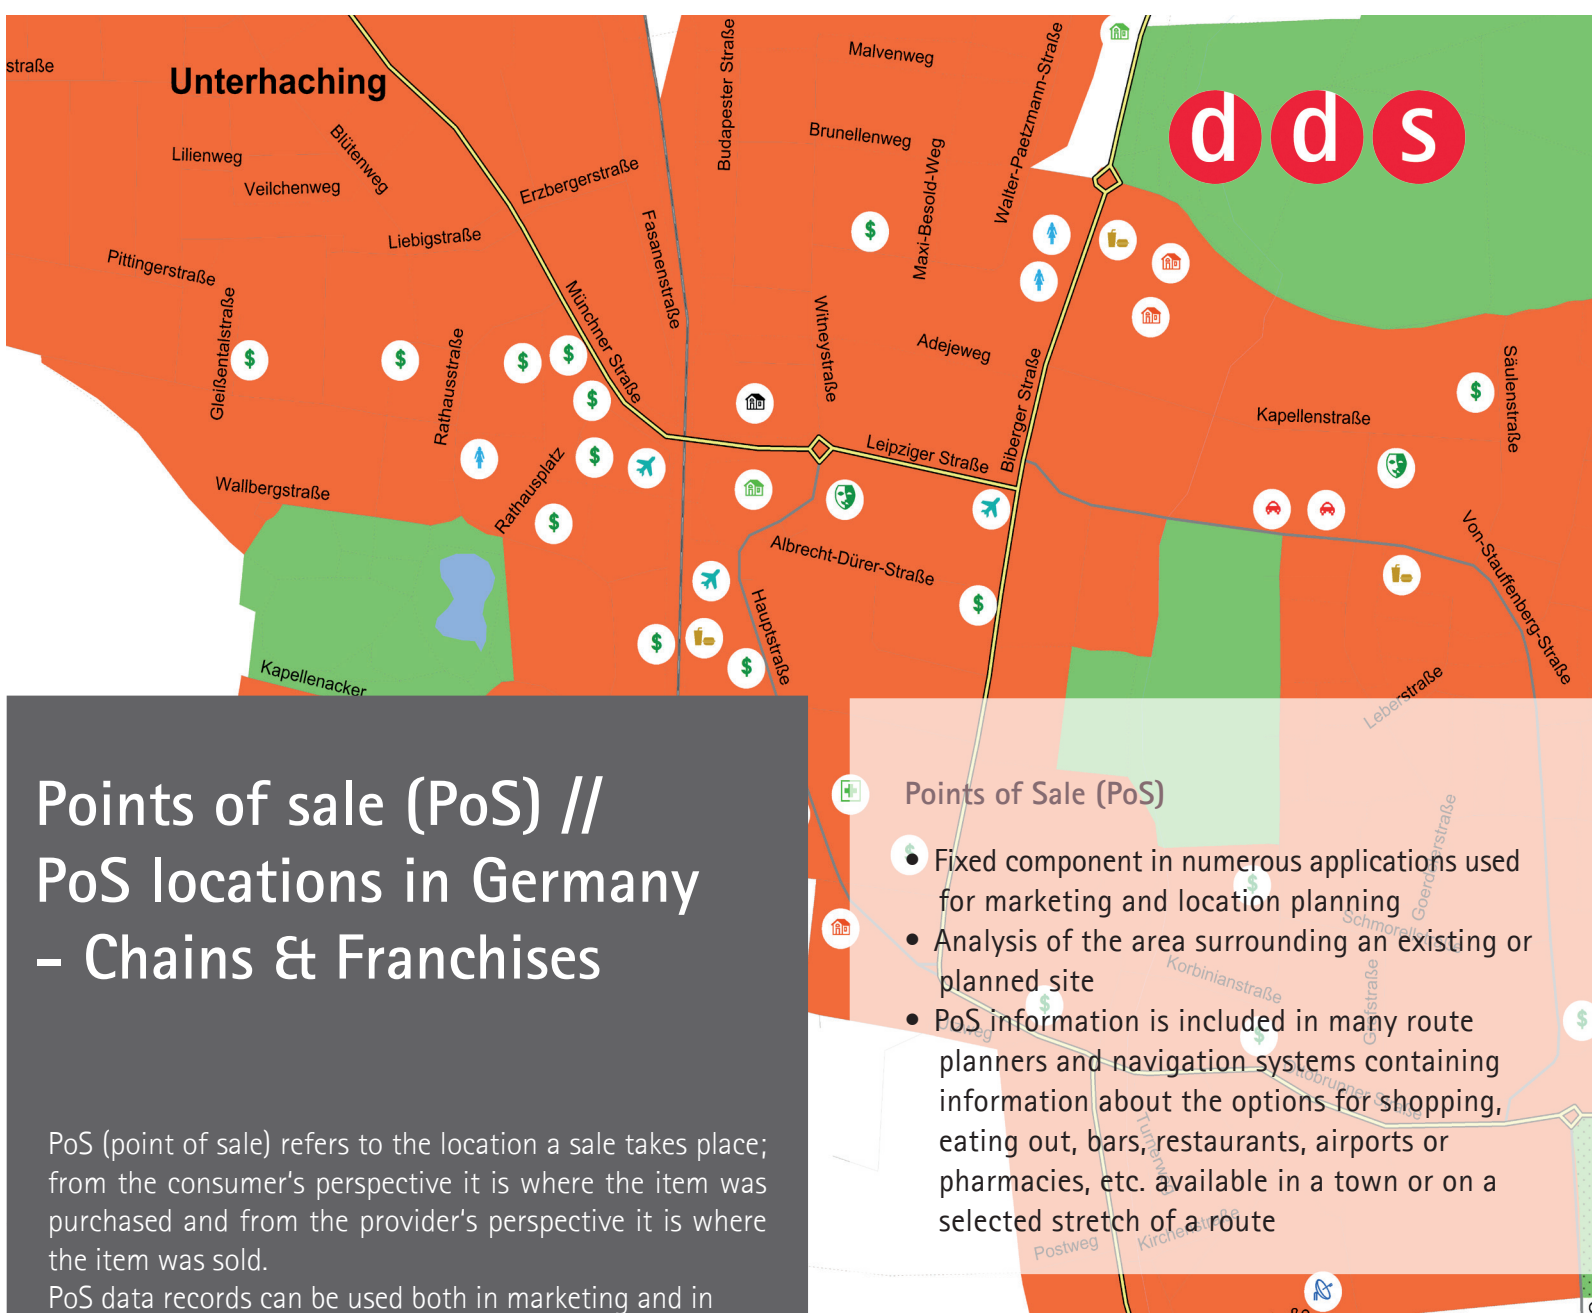 straße
Unterhaching
Malvenweg
Budapester Straße
Walter-Paetzmann-Straße
dds
Brunellenweg
Lilienweg
Blütenweg
Veilchenweg
Erzbergerstraße
Maxi-Besold-Weg
Liebigstraße
Fasanenstraße
Pittingerstraße
Gleißentalstraße
Münchner Straße
Witneystraße
Adejeweg
Rathausstraße
Biberger Straße
Säulenstraße
Kapellenstraße
Leipziger Straße
Rathausplatz
Wallbergstraße
Albrecht-Dürer-Straße
Von-Stauffenberg-Straße
Hauptstraße
Kapellenacker
Leberstraße
Points of sale (PoS) //
PoS locations in Germany
– Chains & Franchises
PoS (point of sale) refers to the location a sale takes place;
from the consumer's perspective it is where the item was
purchased and from the provider's perspective it is where
the item was sold.
PoS data records can be used both in marketing and in
Points of Sale (PoS)
• Fixed component in numerous applications used
for marketing and location planning
• Analysis of the area surrounding an existing or
planned site
• PoS information is included in many route
planners and navigation systems containing
information about the options for shopping,
eating out, bars, restaurants, airports or
pharmacies, etc. available in a town or on a
selected stretch of a route
Goerdelerstraße
Schmorellstraße
Korbinianstraße
Ottobrunner Straße
Turnerweg
Kirchenstraße
Postweg